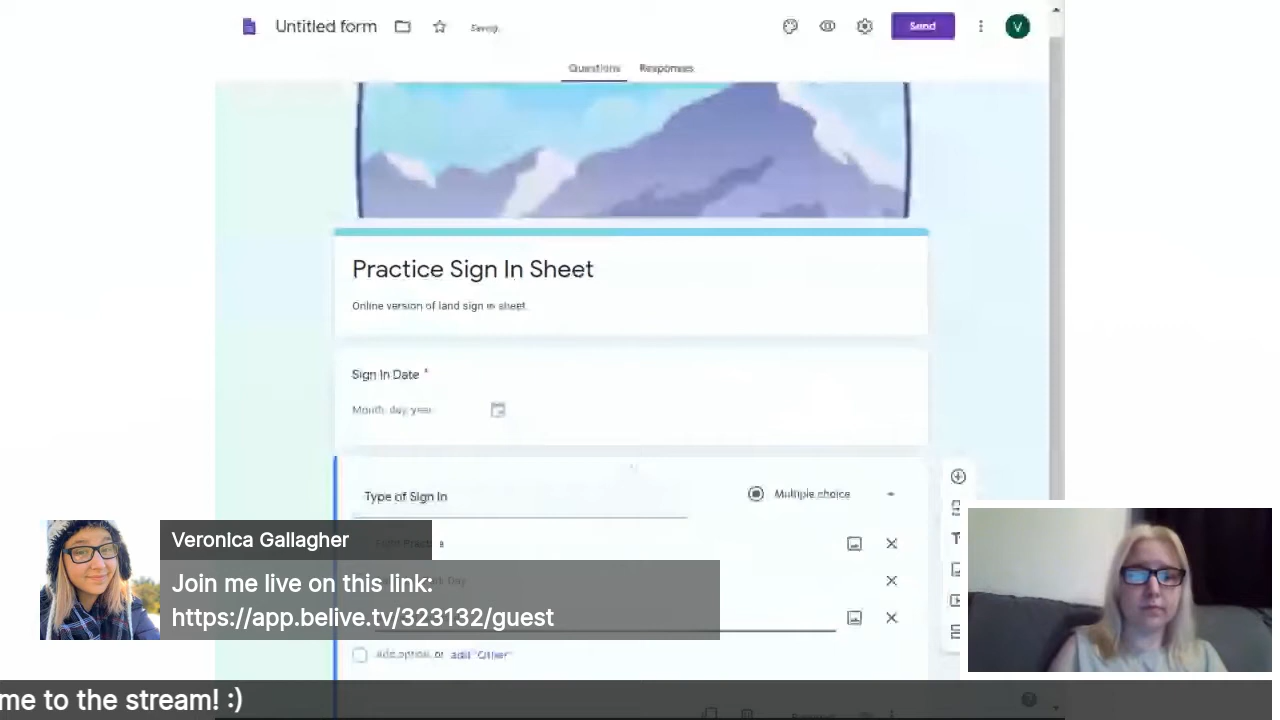 Untitled form
Saving
Send
V
Questions
Responses
Practice Sign In Sheet
Online version of land sign in sheet
Sign In Date *
Month, day, year
Type of Sign In
Multiple choice
Veronica Gallagher
Join me live on this link:
https://app.belive.tv/323132/guest
Add option or add "Other"
me to the stream! :)